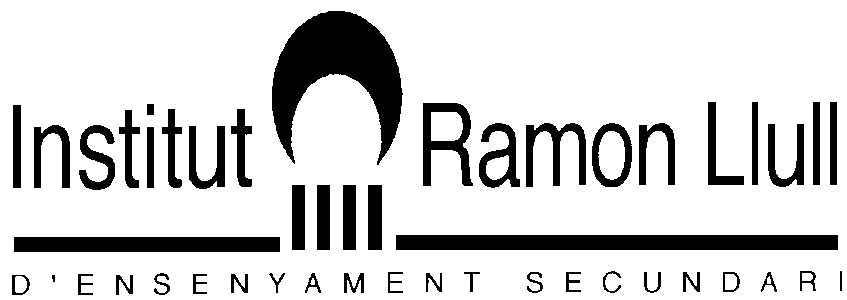 Institut Ramon Llull
D'ENSENYAMENT SECUNDARI